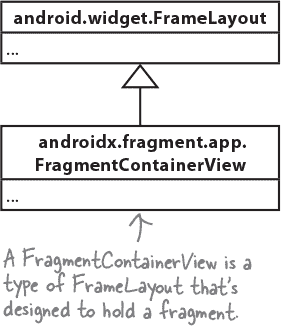 android.widget.FrameLayout
...
androidx.fragment.app.
FragmentContainerView
...
A FragmentContainerView is a
type of FrameLayout that's
designed to hold a fragment.